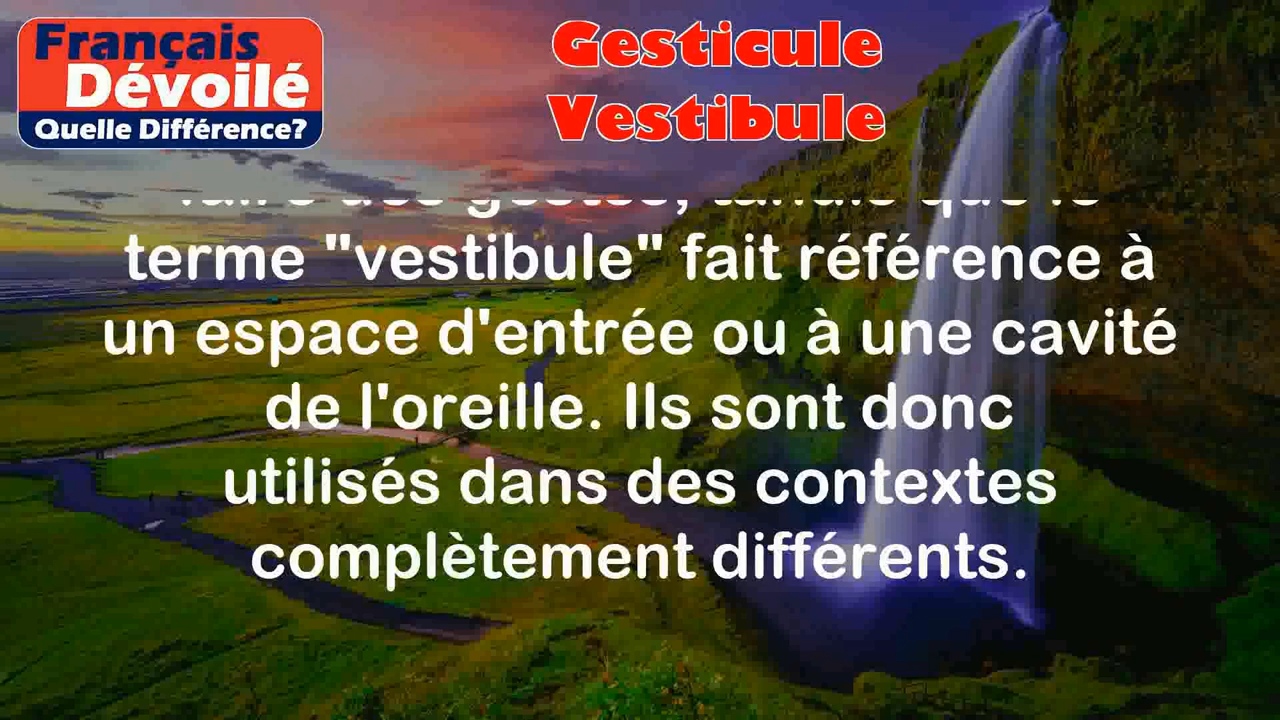 Français
Dévoilé
Quelle Différence?
Gesticule
Vestibule
terme "vestibule" fait référence à
un espace d'entrée ou à une cavité
de l'oreille. Ils sont donc
utilisés dans des contextes
complètement différents.